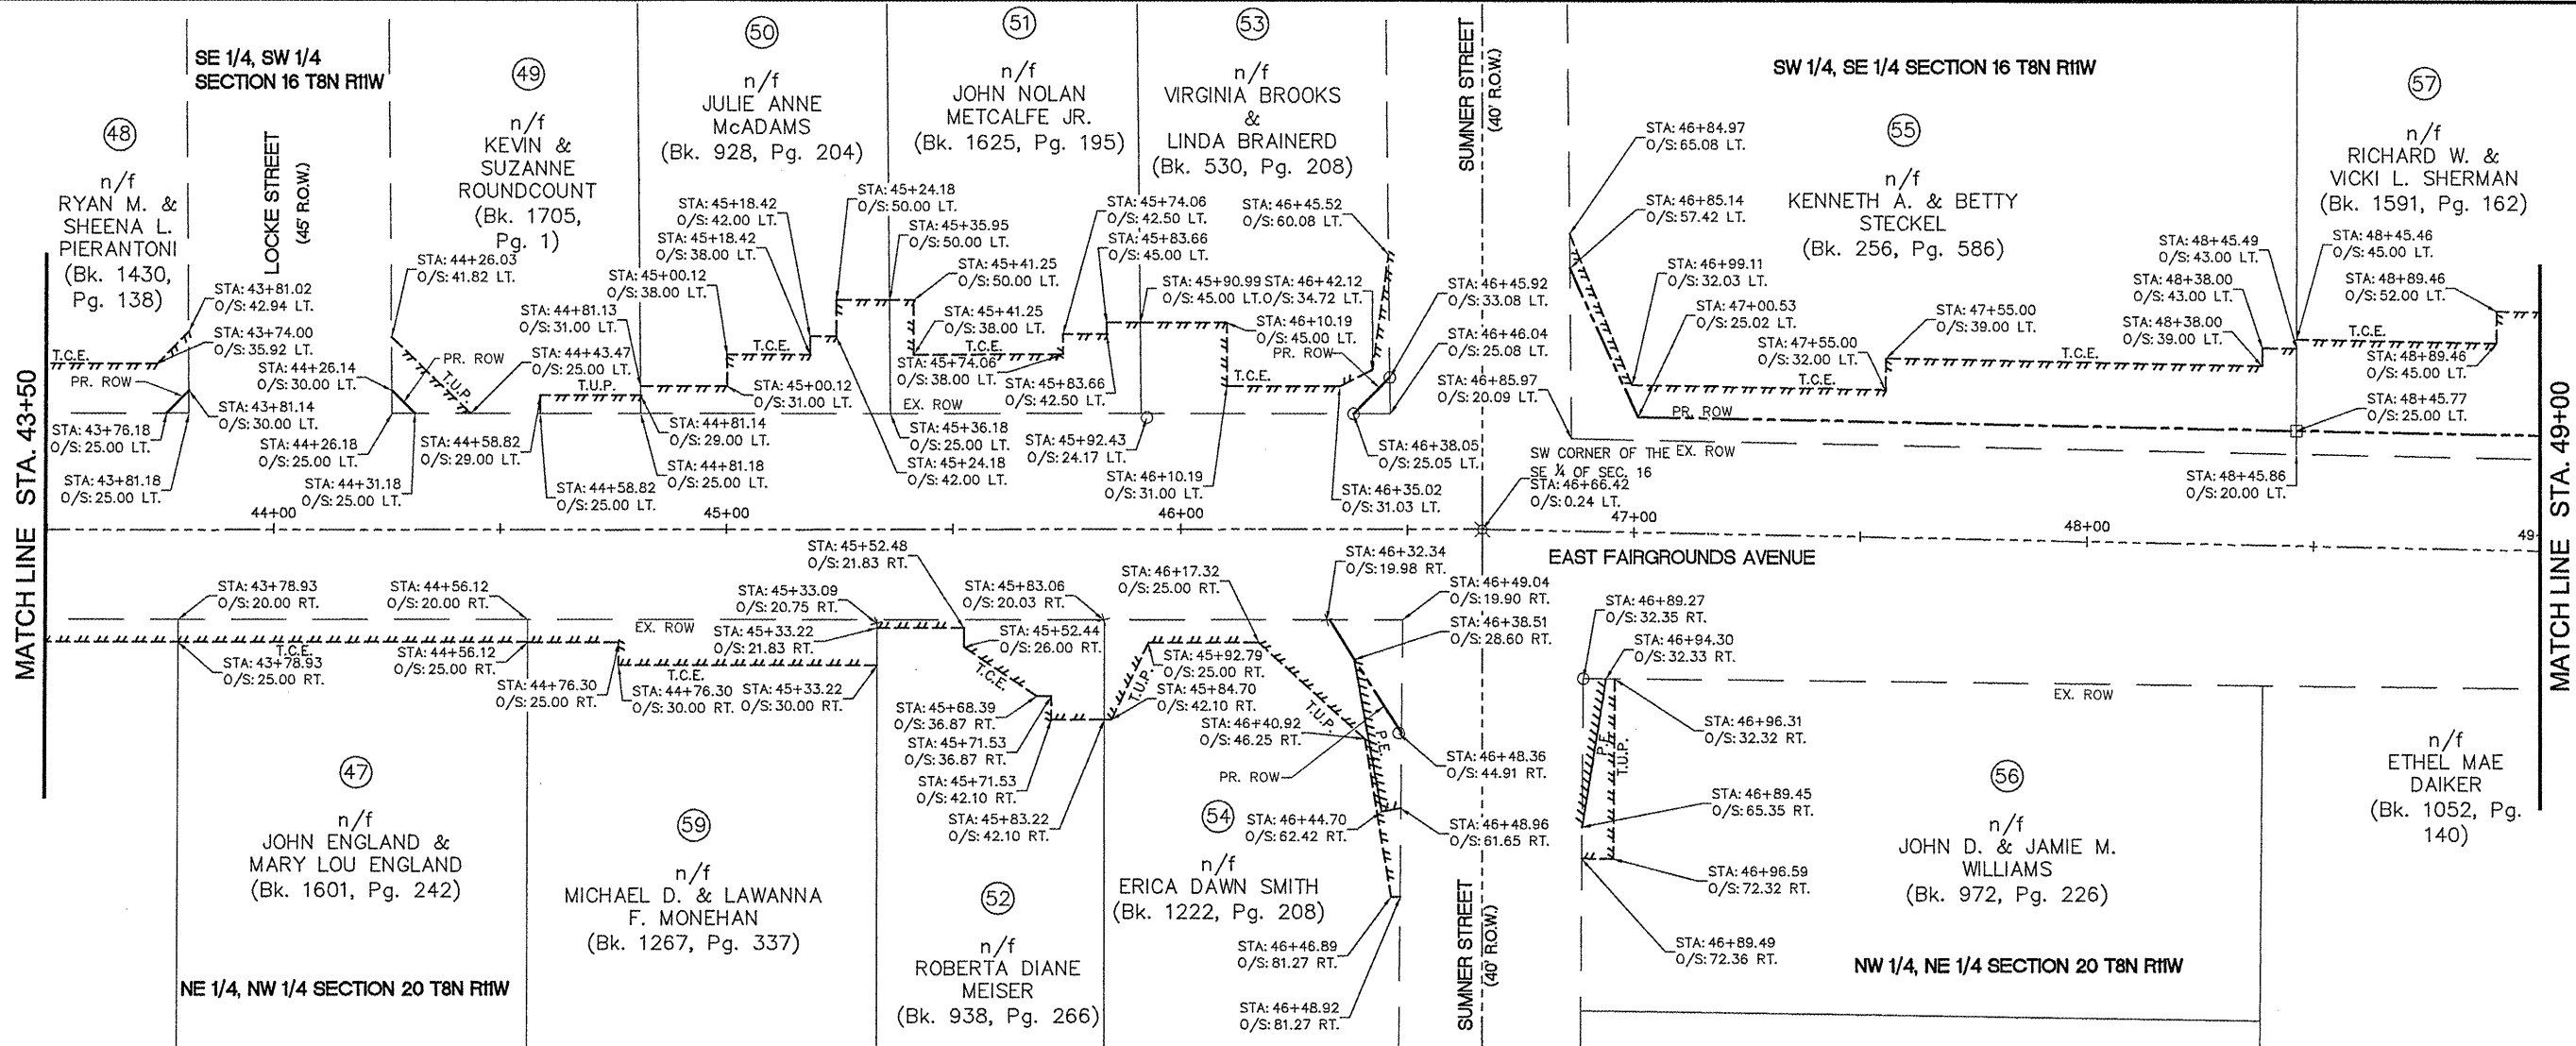 MATCH LINE STA. 43+50
48
n/f
RYAN M. &
SHEENA L.
PIERANTONI
(Bk. 1430,
Pg. 138)
SE 1/4, SW 1/4
SECTION 16 T8N R11W
LOCKE STREET
(45' R.O.W.)
49
n/f
KEVIN &
SUZANNE
ROUNDCOUNT
(Bk. 1705,
Pg. 1)
50
n/f
JULIE ANNE
McADAMS
(Bk. 928, Pg. 204)
51
n/f
JOHN NOLAN
METCALFE JR.
(Bk. 1625, Pg. 195)
53
n/f
VIRGINIA BROOKS
&
LINDA BRAINERD
(Bk. 530, Pg. 208)
SUMNER STREET
(40' R.O.W.)
SW 1/4, SE 1/4 SECTION 16 T8N R11W
55
n/f
KENNETH A. & BETTY
STECKEL
(Bk. 256, Pg. 586)
57
n/f
RICHARD W. &
VICKI L. SHERMAN
(Bk. 1591, Pg. 162)
T.C.E.
PR. ROW
STA: 43+81.02
O/S: 42.94 LT.
STA: 43+74.00
O/S: 35.92 LT.
STA: 43+81.14
O/S: 30.00 LT.
STA: 43+76.18
O/S: 25.00 LT.
STA: 43+81.18
O/S: 25.00 LT.
STA: 44+26.03
O/S: 41.82 LT.
STA: 44+26.14
O/S: 30.00 LT.
STA: 44+26.18
O/S: 25.00 LT.
STA: 44+31.18
O/S: 25.00 LT.
PR. ROW
T.U.P.
STA: 44+43.47
O/S: 25.00 LT.
STA: 44+58.82
O/S: 29.00 LT.
STA: 44+58.82
O/S: 25.00 LT.
T.U.P.
STA: 44+81.13
O/S: 31.00 LT.
STA: 44+81.14
O/S: 29.00 LT.
STA: 44+81.18
O/S: 25.00 LT.
STA: 45+00.12
O/S: 38.00 LT.
STA: 45+00.12
O/S: 31.00 LT.
T.C.E.
STA: 45+18.42
O/S: 42.00 LT.
STA: 45+18.42
O/S: 38.00 LT.
STA: 45+24.18
O/S: 50.00 LT.
STA: 45+35.95
O/S: 50.00 LT.
STA: 45+41.25
O/S: 50.00 LT.
STA: 45+41.25
O/S: 38.00 LT.
T.C.E.
STA: 45+74.06
O/S: 38.00 LT.
EX. ROW
STA: 45+36.18
O/S: 25.00 LT.
STA: 45+24.18
O/S: 42.00 LT.
STA: 45+74.06
O/S: 42.50 LT.
STA: 45+83.66
O/S: 45.00 LT.
STA: 45+83.66
O/S: 42.50 LT.
STA: 45+92.43
O/S: 24.17 LT.
STA: 45+90.99
O/S: 45.00 LT.
STA: 46+10.19
O/S: 45.00 LT.
PR. ROW
T.C.E.
STA: 46+10.19
O/S: 31.00 LT.
STA: 46+45.52
O/S: 60.08 LT.
STA: 46+42.12
O/S: 34.72 LT.
STA: 46+45.92
O/S: 33.08 LT.
STA: 46+46.04
O/S: 25.08 LT.
STA: 46+38.05
O/S: 25.05 LT.
STA: 46+35.02
O/S: 31.03 LT.
STA: 46+85.97
O/S: 20.09 LT.
SW CORNER OF THE
SE ¼ OF SEC. 16
STA: 46+66.42
O/S: 0.24 LT.
EX. ROW
STA: 46+84.97
O/S: 65.08 LT.
STA: 46+85.14
O/S: 57.42 LT.
STA: 46+99.11
O/S: 32.03 LT.
STA: 47+00.53
O/S: 25.02 LT.
STA: 47+55.00
O/S: 32.00 LT.
T.C.E.
PR. ROW
STA: 47+55.00
O/S: 39.00 LT.
T.C.E.
STA: 48+45.49
O/S: 43.00 LT.
STA: 48+38.00
O/S: 43.00 LT.
STA: 48+38.00
O/S: 39.00 LT.
STA: 48+45.46
O/S: 45.00 LT.
STA: 48+89.46
O/S: 52.00 LT.
T.C.E.
STA: 48+89.46
O/S: 45.00 LT.
STA: 48+45.77
O/S: 25.00 LT.
STA: 48+45.86
O/S: 20.00 LT.
44+00
45+00
46+00
47+00
48+00
49
EAST FAIRGROUNDS AVENUE
MATCH LINE STA. 49+00
STA: 43+78.93
O/S: 20.00 RT.
T.C.E.
STA: 43+78.93
O/S: 25.00 RT.
STA: 44+56.12
O/S: 20.00 RT.
STA: 44+56.12
O/S: 25.00 RT.
EX. ROW
STA: 44+76.30
O/S: 25.00 RT.
T.C.E.
STA: 44+76.30
O/S: 30.00 RT.
STA: 45+33.09
O/S: 20.75 RT.
STA: 45+33.22
O/S: 21.83 RT.
STA: 45+33.22
O/S: 30.00 RT.
STA: 45+52.48
O/S: 21.83 RT.
STA: 45+52.44
O/S: 26.00 RT.
T.C.E.
STA: 45+68.39
O/S: 36.87 RT.
STA: 45+71.53
O/S: 36.87 RT.
STA: 45+71.53
O/S: 42.10 RT.
STA: 45+83.22
O/S: 42.10 RT.
STA: 45+83.06
O/S: 20.03 RT.
T.U.P.
STA: 45+92.79
O/S: 25.00 RT.
STA: 45+84.70
O/S: 42.10 RT.
STA: 46+17.32
O/S: 25.00 RT.
T.U.P.
STA: 46+40.92
O/S: 46.25 RT.
PR. ROW
P.E.
STA: 46+32.34
O/S: 19.98 RT.
STA: 46+49.04
O/S: 19.90 RT.
STA: 46+38.51
O/S: 28.60 RT.
STA: 46+48.36
O/S: 44.91 RT.
STA: 46+44.70
O/S: 62.42 RT.
STA: 46+48.96
O/S: 61.65 RT.
STA: 46+46.89
O/S: 81.27 RT.
STA: 46+48.92
O/S: 81.27 RT.
STA: 46+89.27
O/S: 32.35 RT.
STA: 46+94.30
O/S: 32.33 RT.
P.E.
T.U.P.
STA: 46+96.31
O/S: 32.32 RT.
STA: 46+89.45
O/S: 65.35 RT.
STA: 46+96.59
O/S: 72.32 RT.
STA: 46+89.49
O/S: 72.36 RT.
EX. ROW
47
n/f
JOHN ENGLAND &
MARY LOU ENGLAND
(Bk. 1601, Pg. 242)
NE 1/4, NW 1/4 SECTION 20 T8N R11W
59
n/f
MICHAEL D. & LAWANNA
F. MONEHAN
(Bk. 1267, Pg. 337)
52
n/f
ROBERTA DIANE
MEISER
(Bk. 938, Pg. 266)
54
n/f
ERICA DAWN SMITH
(Bk. 1222, Pg. 208)
SUMNER STREET
(40' R.O.W.)
56
n/f
JOHN D. & JAMIE M.
WILLIAMS
(Bk. 972, Pg. 226)
NW 1/4, NE 1/4 SECTION 20 T8N R11W
n/f
ETHEL MAE
DAIKER
(Bk. 1052, Pg.
140)